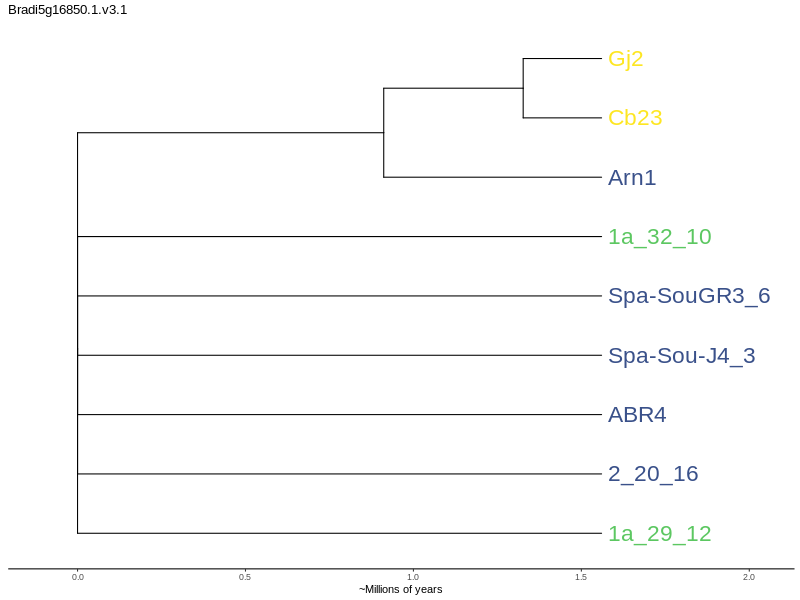 Bradi5g16850.1.v3.1
Gj2
Cb23
Arn1
1a_32_10
Spa-SouGR3_6
Spa-Sou-J4_3
ABR4
2_20_16
1a_29_12
0.0 0.5 1.0 1.5 2.0
~Millions of years